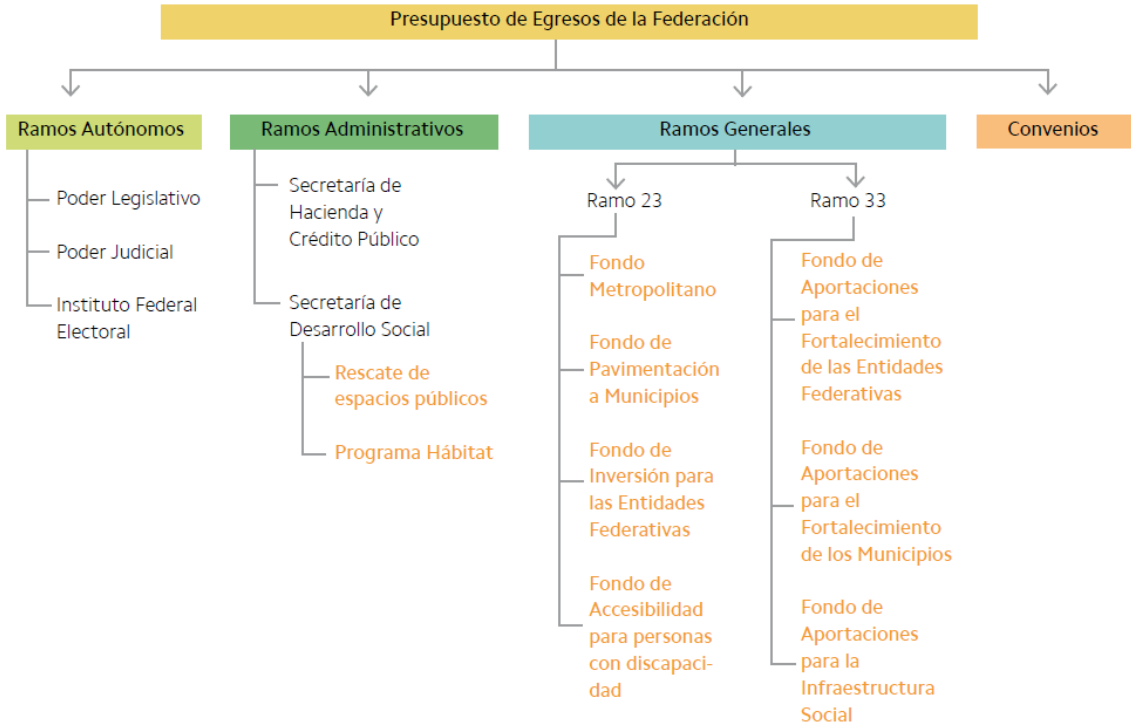 Presupuesto de Egresos de la Federación
Ramos Autónomos
Poder Legislativo
Poder Judicial
Instituto Federal
Electoral
Ramos Administrativos
Secretaría de
Hacienda y
Crédito Público
Secretaría de
Desarrollo Social
Rescate de
espacios públicos
Programa Hábitat
Ramos Generales
Ramo 23
Fondo
Metropolitano
Fondo de
Pavimentación
a Municipios
Fondo de
Inversión para
las Entidades
Federativas
Fondo de
Accesibilidad
para personas
con discapaci-
dad
Ramo 33
Fondo de
Aportaciones
para el
Fortalecimiento
de las Entidades
Federativas
Fondo de
Aportaciones
para el
Fortalecimiento
de los Municipios
Fondo de
Aportaciones
para la
Infraestructura
Social
Convenios